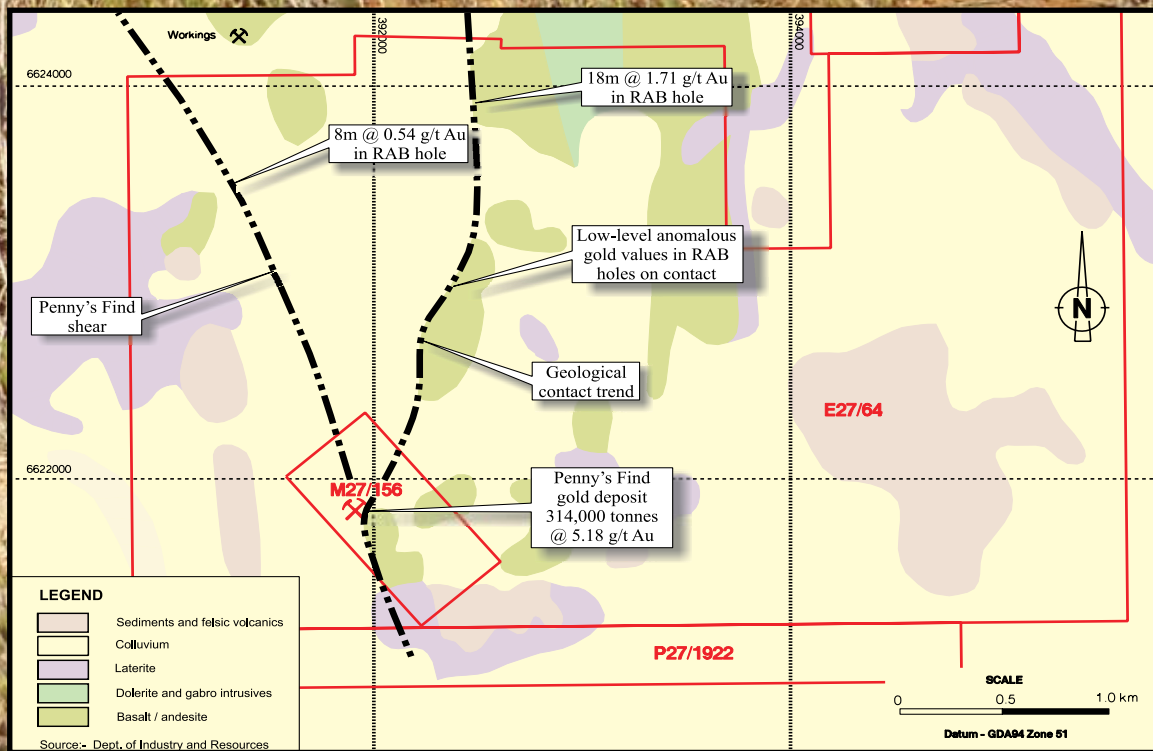 Workings
392000
394000
6624000
18m @ 1.71 g/t Au
in RAB hole
8m @ 0.54 g/t Au
in RAB hole
Low-level anomalous
gold values in RAB
holes on contact
Penny's Find
shear
N
Geological
contact trend
E27/64
6622000
M27/156
Penny's Find
gold deposit
314,000 tonnes
@ 5.18 g/t Au
LEGEND
Sediments and felsic volcanics
Colluvium
Laterite
Dolerite and gabro intrusives
Basalt / andesite
Source:- Dept. of Industry and Resources
P27/1922
SCALE
0 0.5 1.0 km
Datum - GDA94 Zone 51